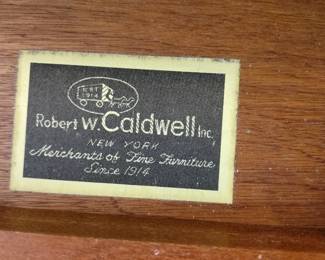 EST
1914
Robert W. Caldwell Inc.
NEW YORK
Merchants of Fine Furniture
Since 1914